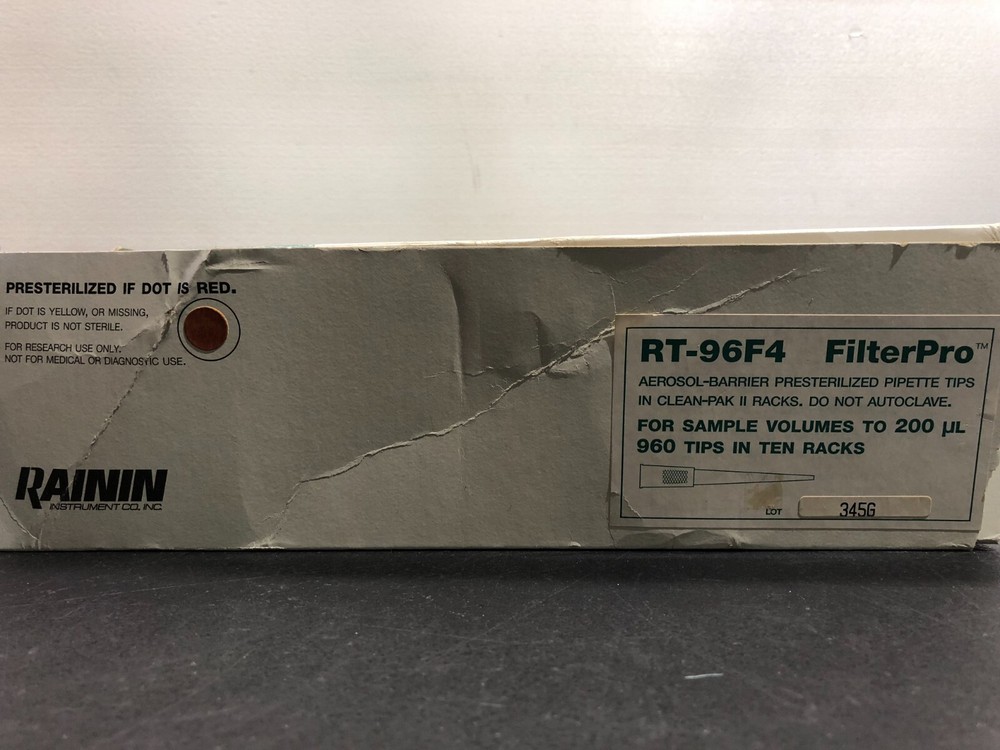 PRESTERILIZED IF DOT IS RED.
IF DOT IS YELLOW, OR MISSING,
PRODUCT IS NOT STERILE.
FOR RESEARCH USE ONLY.
NOT FOR MEDICAL OR DIAGNOSTIC USE.
RAININ
INSTRUMENT CO., INC.
RT-96F4 FilterPro™
AEROSOL-BARRIER PRESTERILIZED PIPETTE TIPS
IN CLEAN-PAK II RACKS. DO NOT AUTOCLAVE.
FOR SAMPLE VOLUMES TO 200 µL
960 TIPS IN TEN RACKS
LOT 345G